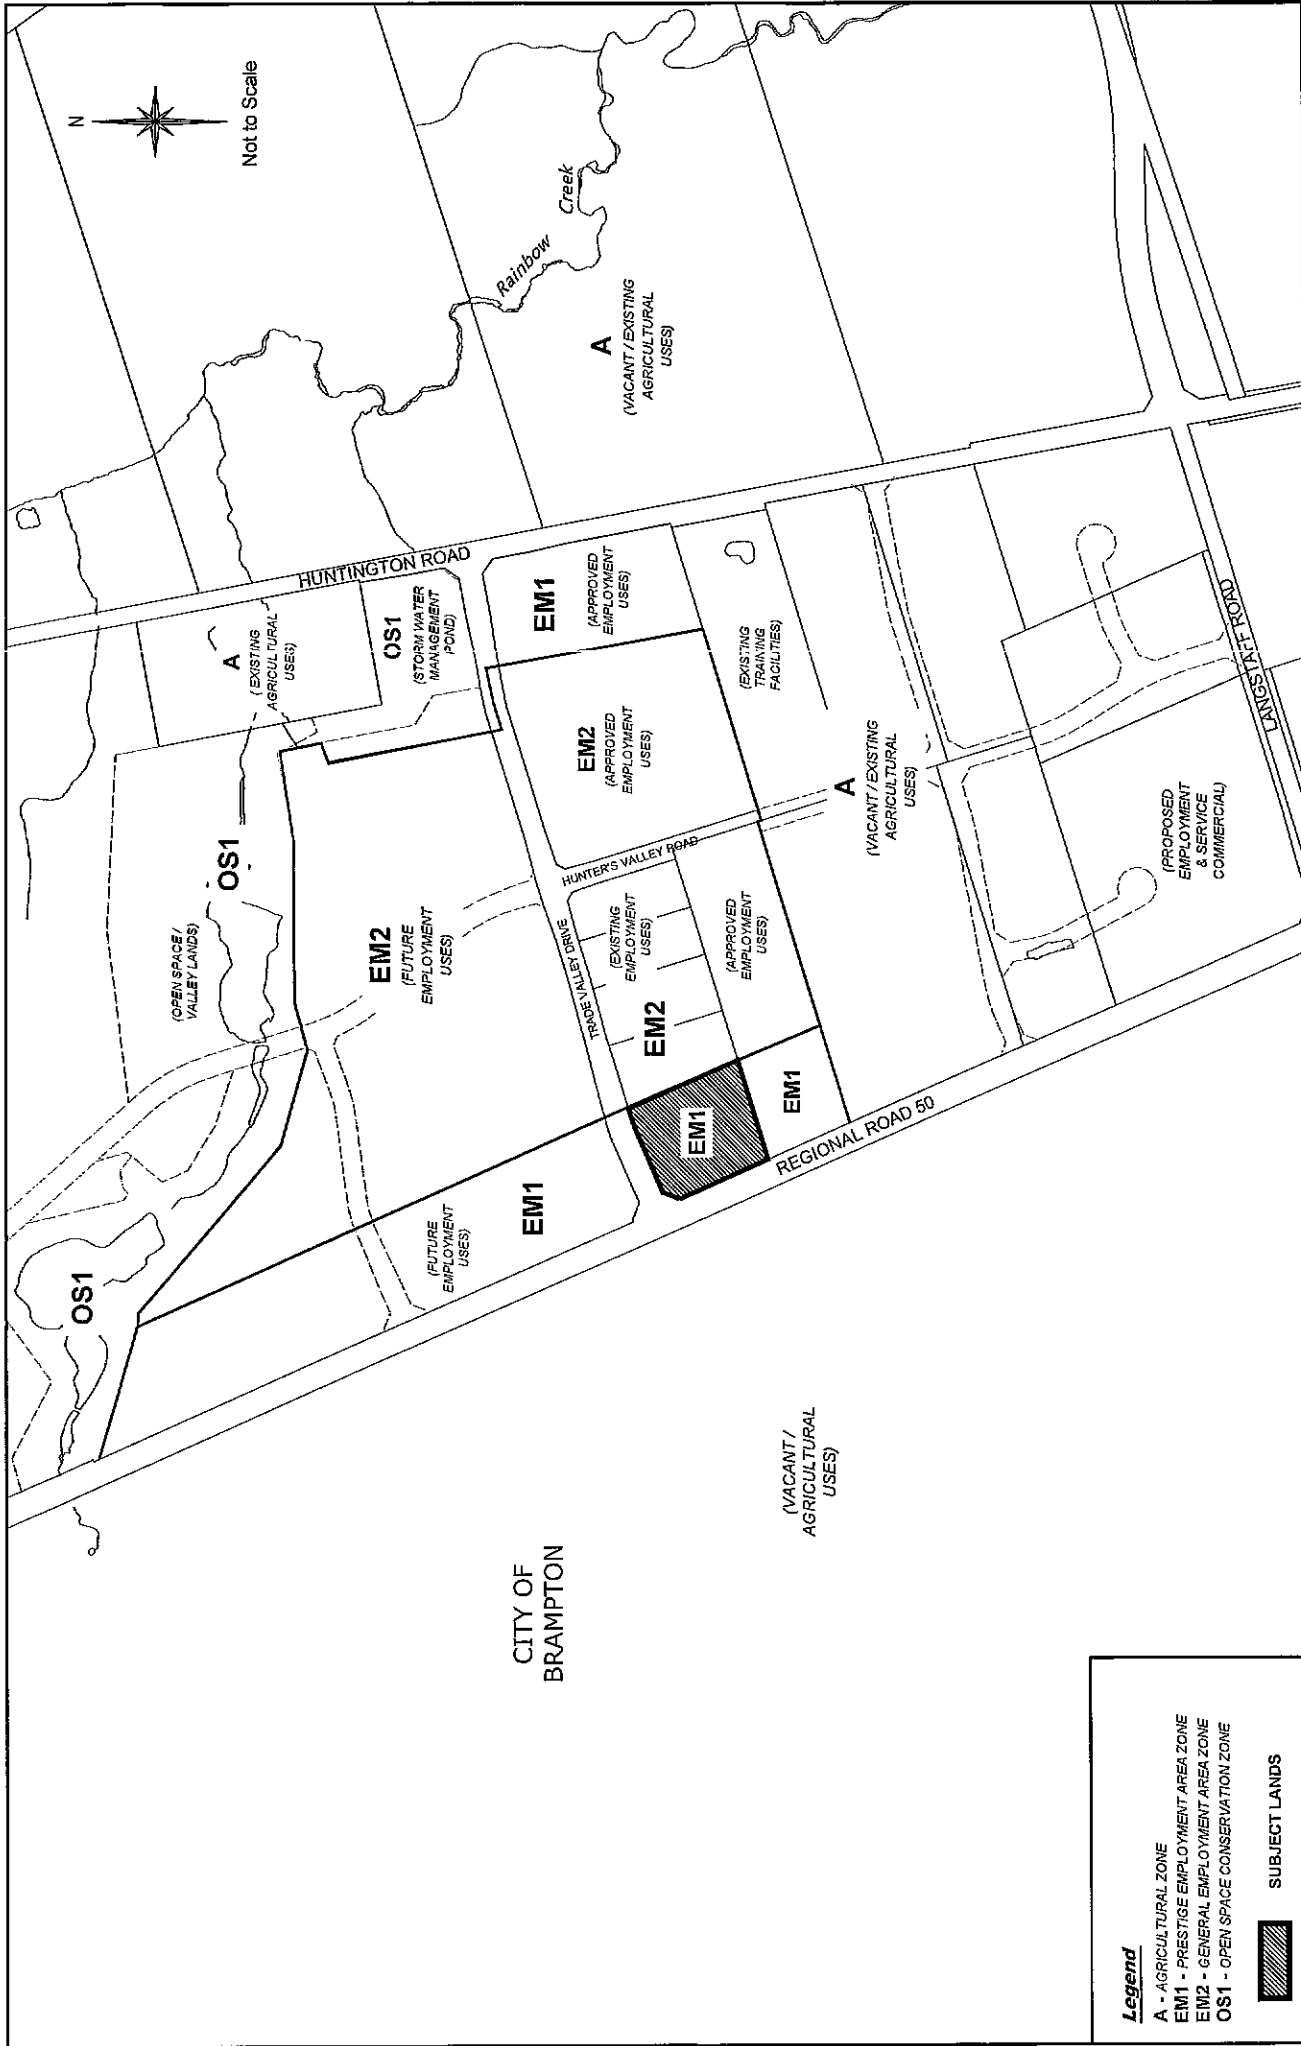 N
Not to Scale
Rainbow
Creek
A
(VACANT / EXISTING
AGRICULTURAL
USES)
HUNTINGTON ROAD
A
( EXISTING
AGRICULTURAL
USES)
OS1
(STORM WATER
MANAGEMENT
POND)
EM1
(APPROVED
EMPLOYMENT
USES)
(EXISTING
TRAINING
FACILITIES)
EM2
(APPROVED
EMPLOYMENT
USES)
OS1
(OPEN SPACE /
VALLEY LANDS)
EM2
(FUTURE
EMPLOYMENT
USES)
HUNTER'S VALLEY ROAD
TRADE VALLEY DRIVE
(EXISTING
EMPLOYMENT
USES)
EM2
(APPROVED
EMPLOYMENT
USES)
A
(VACANT / EXISTING
AGRICULTURAL
USES)
LANGSTAFF ROAD
(PROPOSED
EMPLOYMENT
& SERVICE
COMMERCIAL)
EM1
EM1
REGIONAL ROAD 50
(FUTURE
EMPLOYMENT
USES)
EM1
OS1
(VACANT /
AGRICULTURAL
USES)
CITY OF
BRAMPTON
Legend
A - AGRICULTURAL ZONE
EM1 - PRESTIGE EMPLOYMENT AREA ZONE
EM2 - GENERAL EMPLOYMENT AREA ZONE
OS1 - OPEN SPACE CONSERVATION ZONE
SUBJECT LANDS